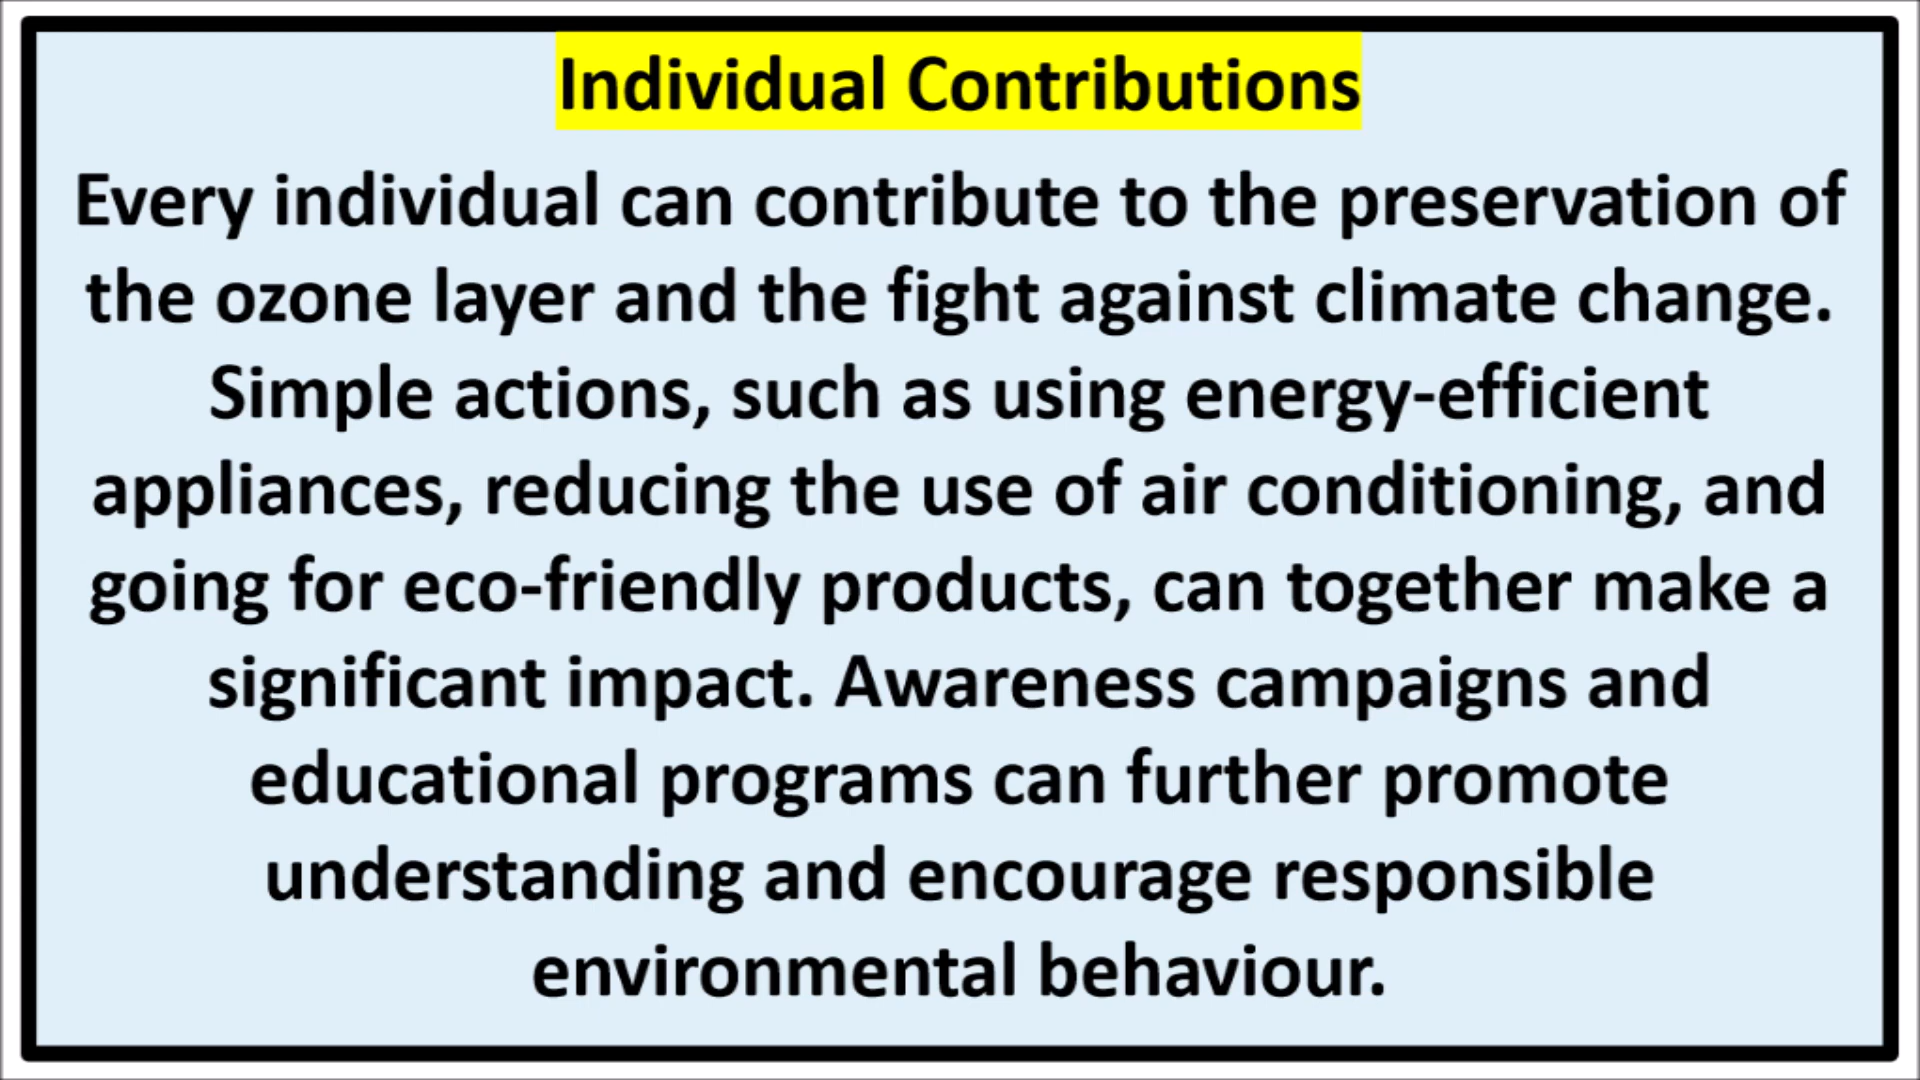 Individual Contributions
Every individual can contribute to the preservation of
the ozone layer and the fight against climate change.
Simple actions, such as using energy-efficient
appliances, reducing the use of air conditioning, and
going for eco-friendly products, can together make a
significant impact. Awareness campaigns and
educational programs can further promote
understanding and encourage responsible
environmental behaviour.